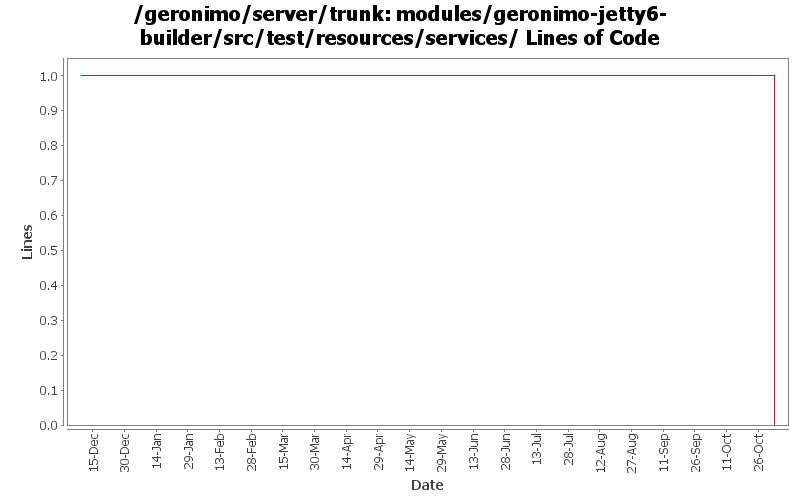 /geronimo/server/trunk: modules/geronimo-jetty6-
builder/src/test/resources/services/ Lines of Code
Lines
1.0
0.9
0.8
0.7
0.6
0.5
0.4
0.3
0.2
0.1
0.0
15-Dec
30-Dec
14-Jan
29-Jan
13-Feb
28-Feb
15-Mar
30-Mar
14-Apr
29-Apr
14-May
29-May
13-Jun
28-Jun
13-Jul
28-Jul
12-Aug
27-Aug
11-Sep
26-Sep
11-Oct
26-Oct
Date